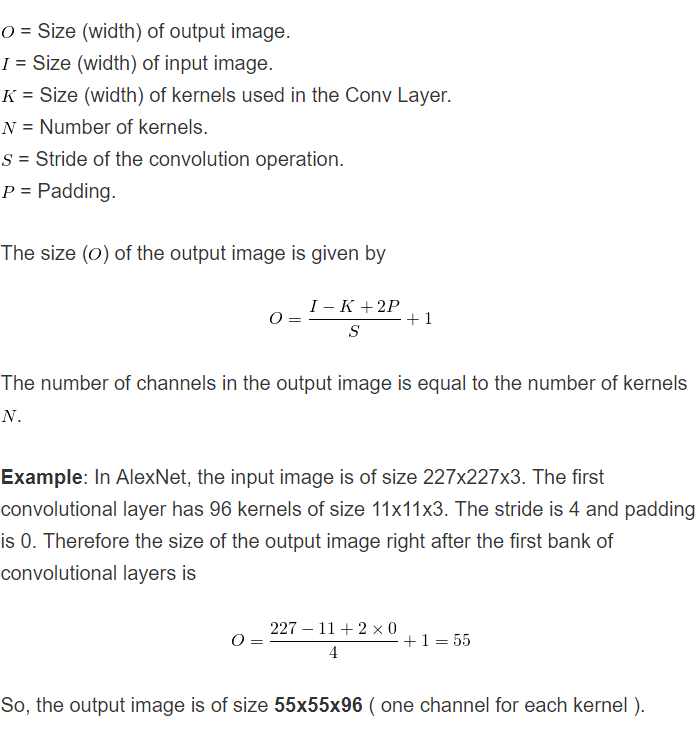 O = Size (width) of output image.
I = Size (width) of input image.
K = Size (width) of kernels used in the Conv Layer.
N = Number of kernels.
S = Stride of the convolution operation.
P = Padding.
The size (O) of the output image is given by
O = \frac{I - K + 2P}{S} + 1
The number of channels in the output image is equal to the number of kernels
N.
Example: In AlexNet, the input image is of size 227x227x3. The first
convolutional layer has 96 kernels of size 11x11x3. The stride is 4 and padding
is 0. Therefore the size of the output image right after the first bank of
convolutional layers is
O = \frac{227 - 11 + 2 × 0}{4} + 1 = 55
So, the output image is of size 55x55x96 ( one channel for each kernel ).